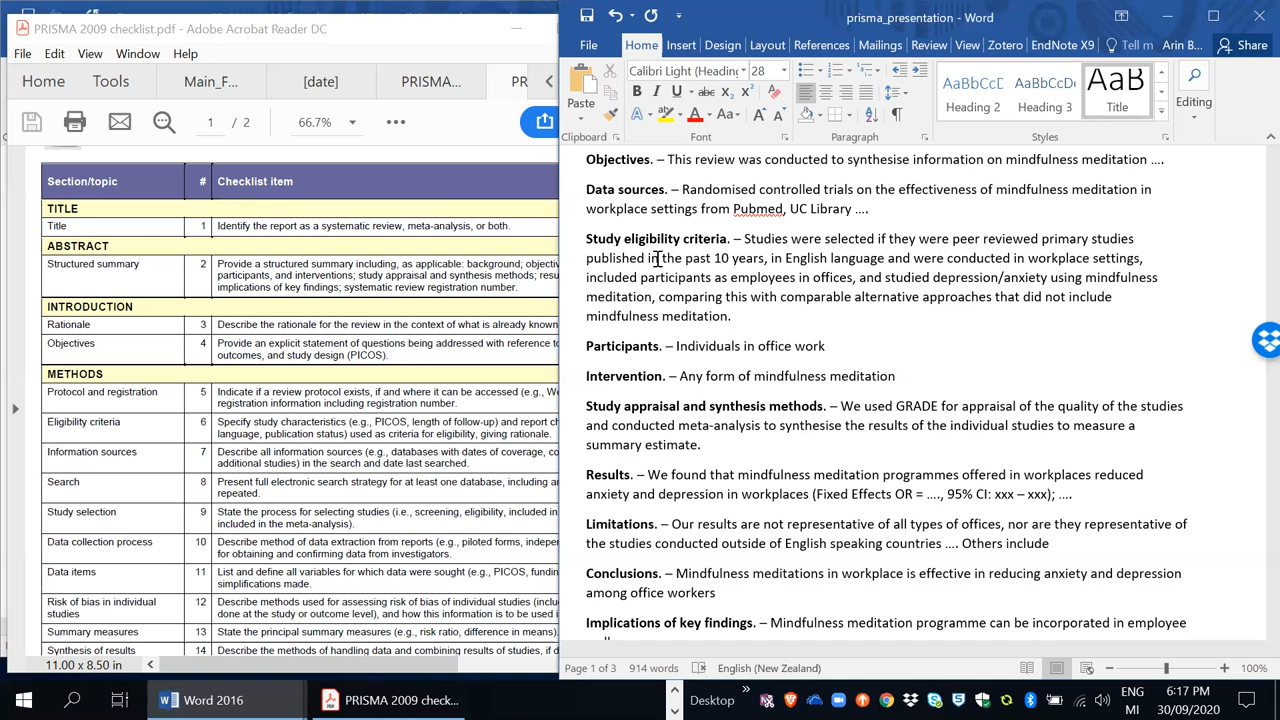 PRISMA 2009 checklist.pdf - Adobe Acrobat Reader DC
File Edit View Window Help
Home Tools Main_F... [date] PRISMA... PR
1 / 2 66.7%
Section/topic # Checklist item
TITLE
Title 1 Identify the report as a systematic review, meta-analysis, or both.
ABSTRACT
Structured summary 2 Provide a structured summary including, as applicable: background; objective
participants, and interventions; study appraisal and synthesis methods; resu
implications of key findings; systematic review registration number.
INTRODUCTION
Rationale 3 Describe the rationale for the review in the context of what is already known
Objectives 4 Provide an explicit statement of questions being addressed with reference to
outcomes, and study design (PICOS).
METHODS
Protocol and registration 5 Indicate if a review protocol exists, if and where it can be accessed (e.g., We
registration information including registration number.
Eligibility criteria 6 Specify study characteristics (e.g., PICOS, length of follow-up) and report ch
language, publication status) used as criteria for eligibility, giving rationale.
Information sources 7 Describe all information sources (e.g., databases with dates of coverage, co
additional studies) in the search and date last searched.
Search 8 Present full electronic search strategy for at least one database, including an
repeated.
Study selection 9 State the process for selecting studies (i.e., screening, eligibility, included in
included in the meta-analysis).
Data collection process 10 Describe method of data extraction from reports (e.g., piloted forms, indepen
for obtaining and confirming data from investigators.
Data items 11 List and define all variables for which data were sought (e.g., PICOS, fundin
simplifications made.
Risk of bias in individual studies 12 Describe methods used for assessing risk of bias of individual studies (inclu
done at the study or outcome level), and how this information is to be used i
Summary measures 13 State the principal summary measures (e.g., risk ratio, difference in means).
Synthesis of results 14 Describe the methods of handling data and combining results of studies, if d
11.00 x 8.50 in
prisma_presentation - Word
File Home Insert Design Layout References Mailings Review View Zotero EndNote X9 Tell m Arin B... Share
Paste
Calibri Light (Heading 28
B I U abc x2 x2
A A Aa A A
AaBbCcD AaBbCcDc AaB
Heading 2 Heading 3 Title
Editing
Clipboard Font Paragraph Styles
Objectives. – This review was conducted to synthesise information on mindfulness meditation ....
Data sources. – Randomised controlled trials on the effectiveness of mindfulness meditation in
workplace settings from Pubmed, UC Library ....
Study eligibility criteria. – Studies were selected if they were peer reviewed primary studies
published in the past 10 years, in English language and were conducted in workplace settings,
included participants as employees in offices, and studied depression/anxiety using mindfulness
meditation, comparing this with comparable alternative approaches that did not include
mindfulness meditation.
Participants. – Individuals in office work
Intervention. – Any form of mindfulness meditation
Study appraisal and synthesis methods. – We used GRADE for appraisal of the quality of the studies
and conducted meta-analysis to synthesise the results of the individual studies to measure a
summary estimate.
Results. – We found that mindfulness meditation programmes offered in workplaces reduced
anxiety and depression in workplaces (Fixed Effects OR = ...., 95% CI: xxx – xxx); ....
Limitations. – Our results are not representative of all types of offices, nor are they representative of
the studies conducted outside of English speaking countries .... Others include
Conclusions. – Mindfulness meditations in workplace is effective in reducing anxiety and depression
among office workers
Implications of key findings. – Mindfulness meditation programme can be incorporated in employee
Page 1 of 3 914 words English (New Zealand) 100%
Word 2016 PRISMA 2009 check... Desktop ENG 6:17 PM
MI 30/09/2020